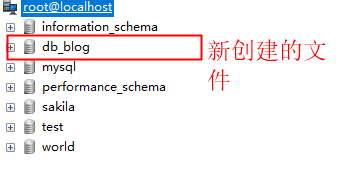 root@localhost
information_schema
db_blog
新创建的文
件
mysql
performance_schema
sakila
test
world